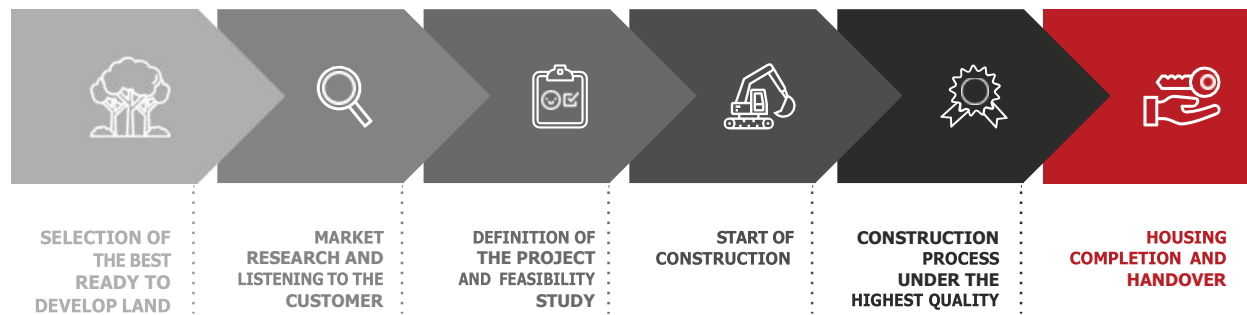 SELECTION OF
THE BEST
READY TO
DEVELOP LAND
MARKET
RESEARCH AND
LISTENING TO THE
CUSTOMER
DEFINITION OF
THE PROJECT
AND FEASIBILITY
STUDY
START OF
CONSTRUCTION
CONSTRUCTION
PROCESS
UNDER THE
HIGHEST QUALITY
HOUSING
COMPLETION AND
HANDOVER